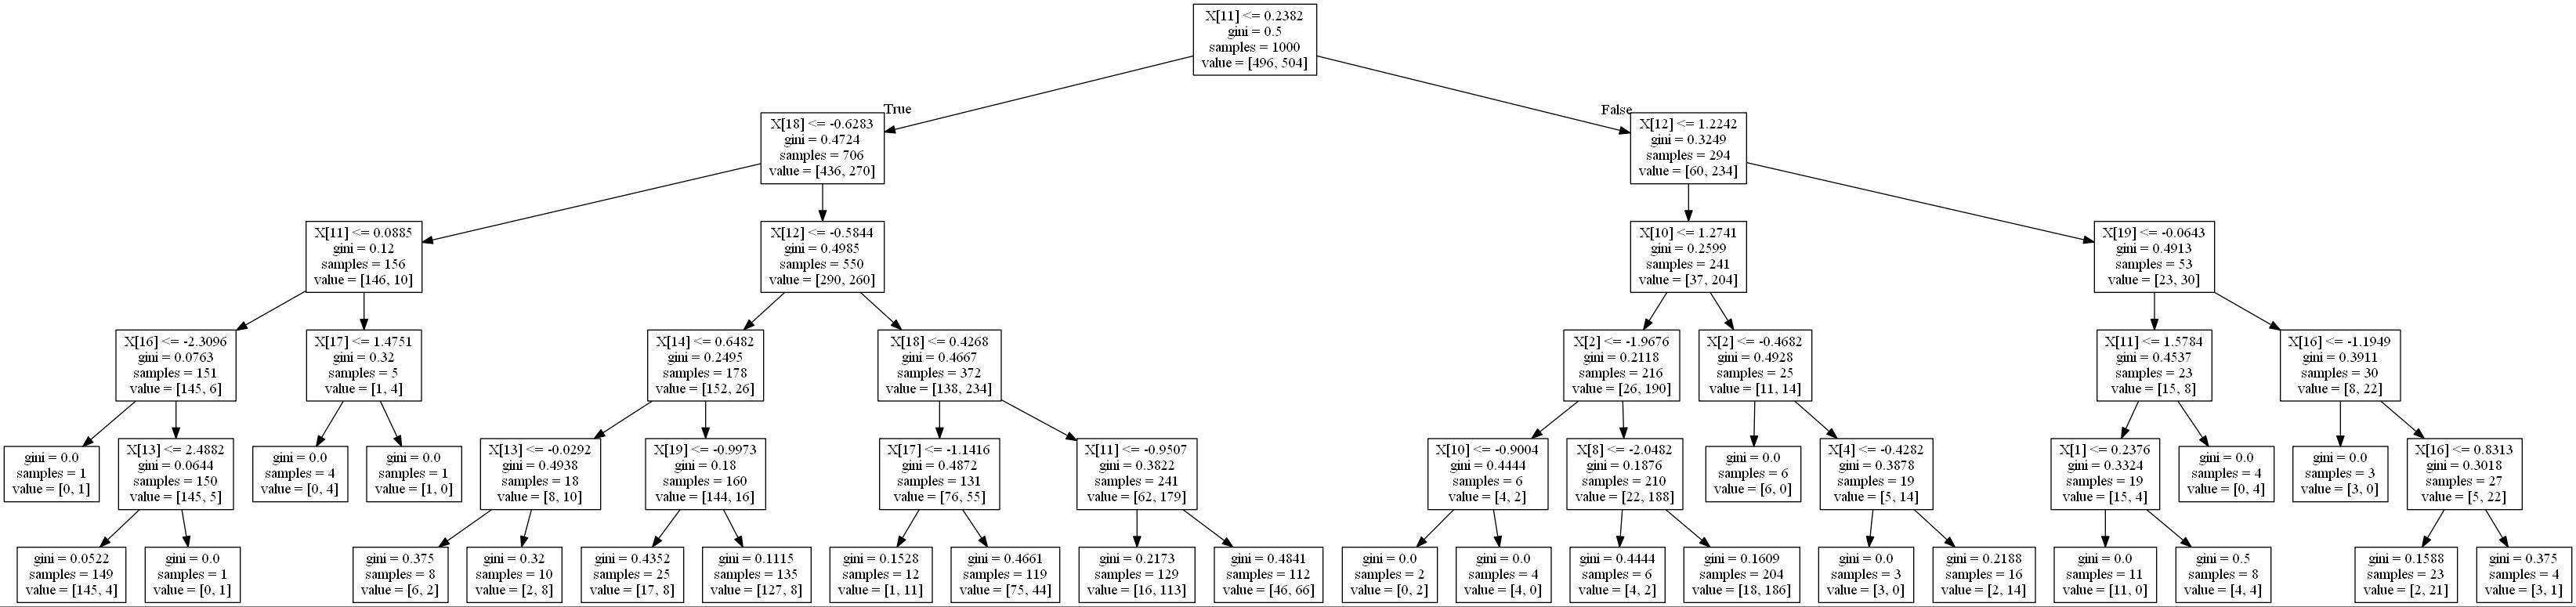 X[11] <= 0.2382
gini = 0.5
samples = 1000
value = [496, 504]
True
False
X[18] <= -0.6283
gini = 0.4724
samples = 706
value = [436, 270]
X[12] <= 1.2242
gini = 0.3249
samples = 294
value = [60, 234]
X[11] <= 0.0885
gini = 0.12
samples = 156
value = [146, 10]
X[12] <= -0.5844
gini = 0.4985
samples = 550
value = [290, 260]
X[10] <= 1.2741
gini = 0.2599
samples = 241
value = [37, 204]
X[19] <= -0.0643
gini = 0.4913
samples = 53
value = [23, 30]
X[16] <= -2.3096
gini = 0.0763
samples = 151
value = [145, 6]
X[17] <= 1.4751
gini = 0.32
samples = 5
value = [1, 4]
X[14] <= 0.6482
gini = 0.2495
samples = 178
value = [152, 26]
X[18] <= 0.4268
gini = 0.4667
samples = 372
value = [138, 234]
X[2] <= -1.9676
gini = 0.2118
samples = 216
value = [26, 190]
X[2] <= -0.4682
gini = 0.4928
samples = 25
value = [11, 14]
X[11] <= 1.5784
gini = 0.4537
samples = 23
value = [15, 8]
X[16] <= -1.1949
gini = 0.3911
samples = 30
value = [8, 22]
gini = 0.0
samples = 1
value = [0, 1]
X[13] <= 2.4882
gini = 0.0644
samples = 150
value = [145, 5]
gini = 0.0
samples = 4
value = [0, 4]
gini = 0.0
samples = 1
value = [1, 0]
X[13] <= -0.0292
gini = 0.4938
samples = 18
value = [8, 10]
X[19] <= -0.9973
gini = 0.18
samples = 160
value = [144, 16]
X[17] <= -1.1416
gini = 0.4872
samples = 131
value = [76, 55]
X[11] <= -0.9507
gini = 0.3822
samples = 241
value = [62, 179]
X[10] <= -0.9004
gini = 0.4444
samples = 6
value = [4, 2]
X[8] <= -2.0482
gini = 0.1876
samples = 210
value = [22, 188]
gini = 0.0
samples = 6
value = [6, 0]
X[4] <= -0.4282
gini = 0.3878
samples = 19
value = [5, 14]
X[1] <= 0.2376
gini = 0.3324
samples = 19
value = [15, 4]
gini = 0.0
samples = 4
value = [0, 4]
gini = 0.0
samples = 3
value = [3, 0]
X[16] <= 0.8313
gini = 0.3018
samples = 27
value = [5, 22]
gini = 0.0522
samples = 149
value = [145, 4]
gini = 0.0
samples = 1
value = [0, 1]
gini = 0.375
samples = 8
value = [6, 2]
gini = 0.32
samples = 10
value = [2, 8]
gini = 0.4352
samples = 25
value = [17, 8]
gini = 0.1115
samples = 135
value = [127, 8]
gini = 0.1528
samples = 12
value = [1, 11]
gini = 0.4661
samples = 119
value = [75, 44]
gini = 0.2173
samples = 129
value = [16, 113]
gini = 0.4841
samples = 112
value = [46, 66]
gini = 0.0
samples = 2
value = [0, 2]
gini = 0.0
samples = 4
value = [4, 0]
gini = 0.4444
samples = 6
value = [4, 2]
gini = 0.1609
samples = 204
value = [18, 186]
gini = 0.0
samples = 3
value = [3, 0]
gini = 0.2188
samples = 16
value = [2, 14]
gini = 0.0
samples = 11
value = [11, 0]
gini = 0.5
samples = 8
value = [4, 4]
gini = 0.1588
samples = 23
value = [2, 21]
gini = 0.375
samples = 4
value = [3, 1]